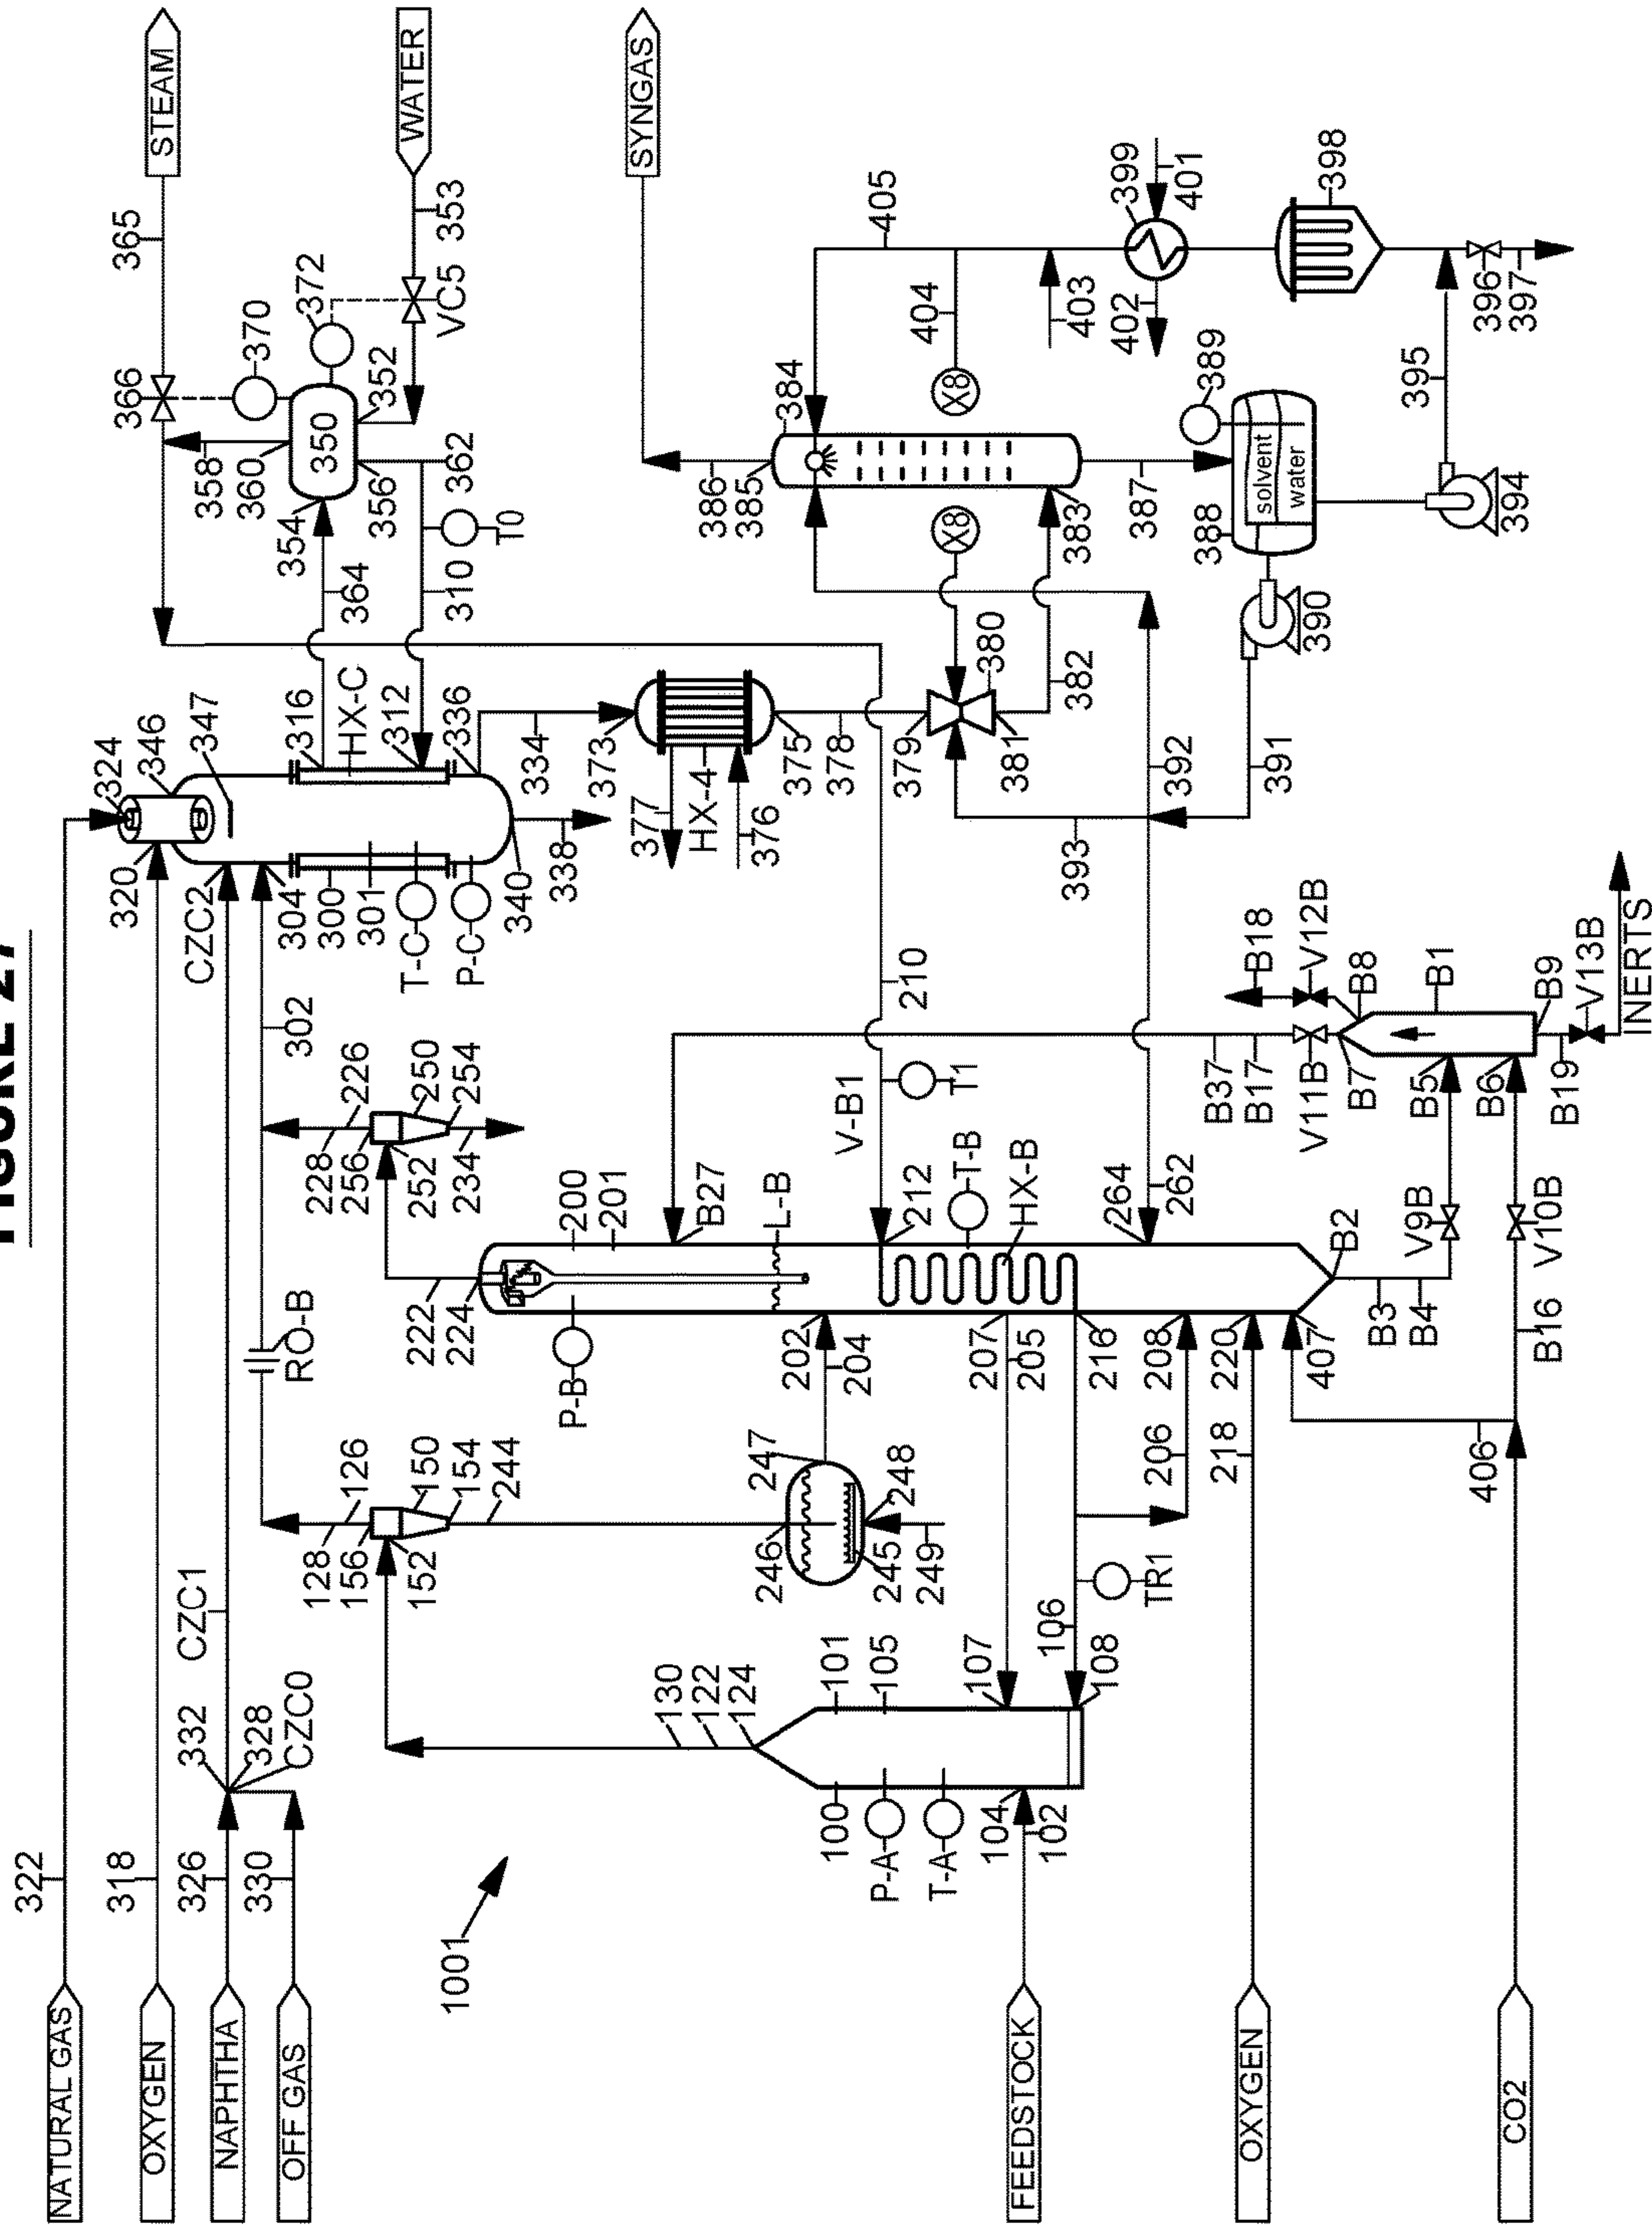 FIGURE 27
NATURAL GAS
322
OXYGEN
318
NAPHTHA
326
OFF GAS
330
332
328
CZC0
CZC1
128
126
156
150
152
154
244
RO-B
228
226
256
250
252
254
234
302
CZC2
304
320
324
346
347
300
301
T-C
P-C
340
338
316
HX-C
312
336
334
354
364
310
T0
356
362
358
360
350
352
366
370
372
VC5
353
365
STEAM
WATER
1001
130
122
124
222
224
P-B
200
201
B27
L-B
373
377
HX-4
376
375
378
SYNGAS
386
385
384
404
405
100
P-A
T-A
104
102
101
105
107
106
108
TR1
246
247
245
248
249
202
204
207
205
216
206
208
218
220
407
V-B1
T1
212
T-B
HX-B
264
262
210
379
380
381
382
393
392
391
X8
X8
383
387
388
389
solvent
water
390
394
395
403
402
399
401
398
396
397
FEEDSTOCK
OXYGEN
CO2
406
B16
B2
B3
B4
V9B
V10B
B37
B17
V11B
B7
B5
B6
B19
B18
V12B
B8
B1
B9
V13B
INERTS